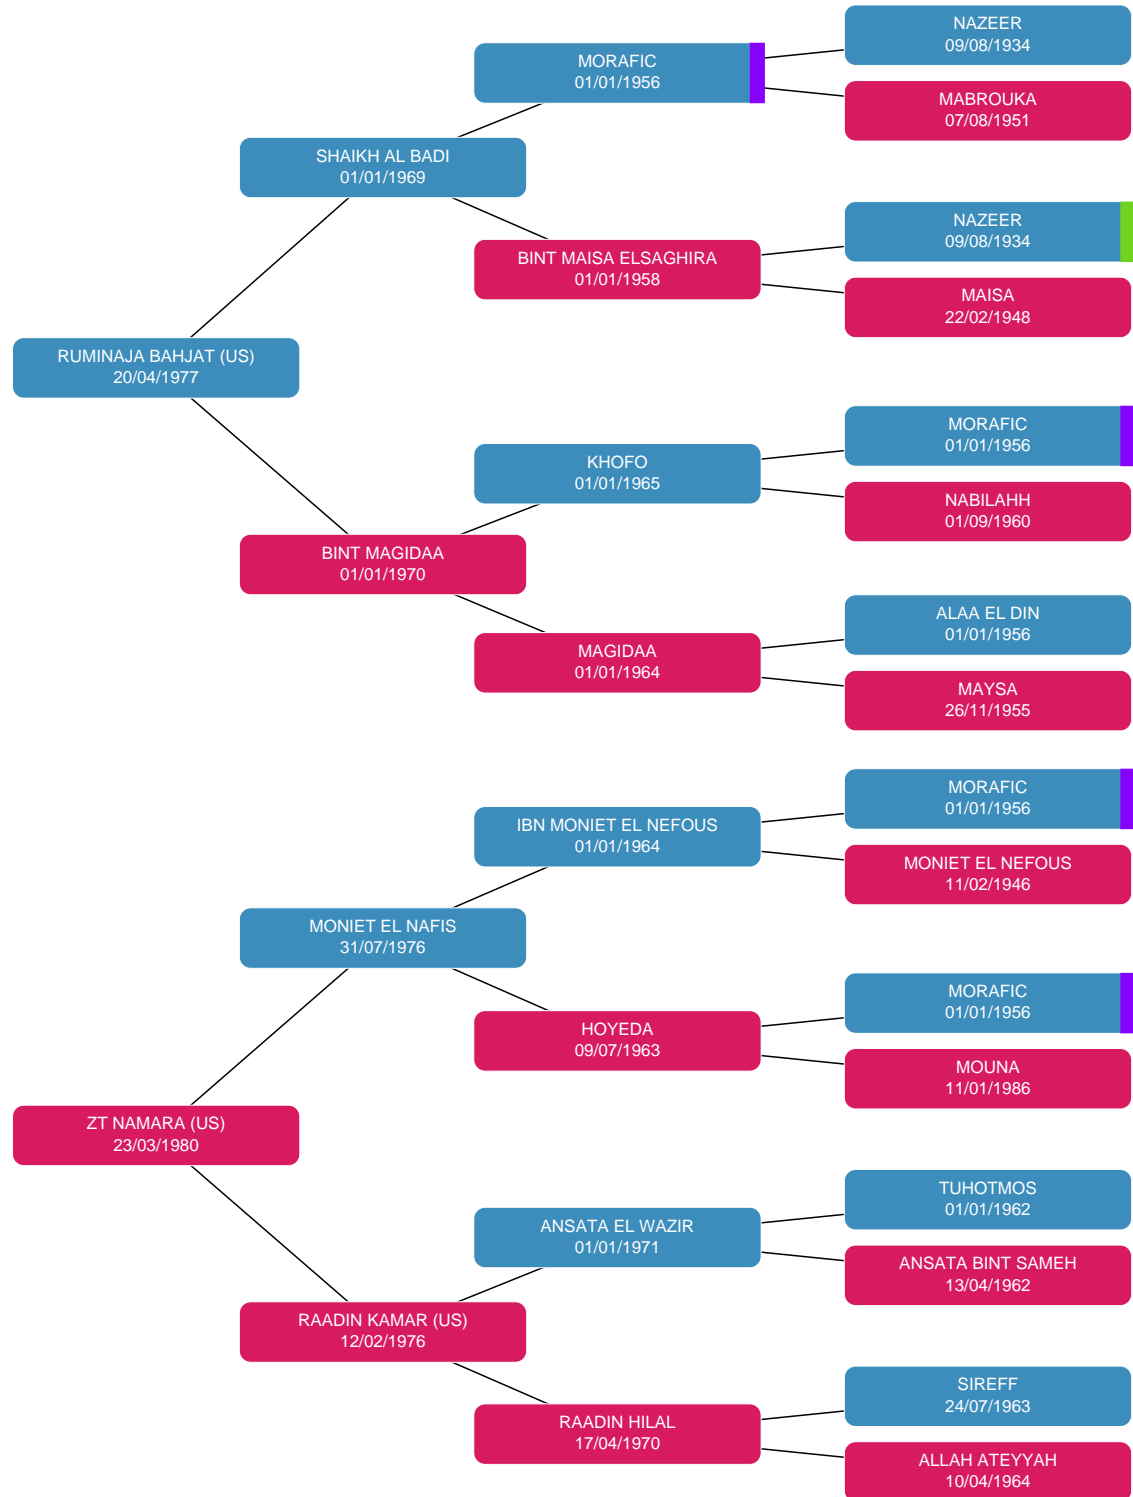 NAZEER
09/08/1934
MORAFIC
01/01/1956
MABROUKA
07/08/1951
SHAIKH AL BADI
01/01/1969
NAZEER
09/08/1934
BINT MAISA ELSAGHIRA
01/01/1958
MAISA
22/02/1948
RUMINAJA BAHJAT (US)
20/04/1977
MORAFIC
01/01/1956
KHOFO
01/01/1965
NABILAHH
01/09/1960
BINT MAGIDAA
01/01/1970
ALAA EL DIN
01/01/1956
MAGIDAA
01/01/1964
MAYSA
26/11/1955
MORAFIC
01/01/1956
IBN MONIET EL NEFOUS
01/01/1964
MONIET EL NEFOUS
11/02/1946
MONIET EL NAFIS
31/07/1976
MORAFIC
01/01/1956
HOYEDA
09/07/1963
MOUNA
11/01/1986
ZT NAMARA (US)
23/03/1980
TUHOTMOS
01/01/1962
ANSATA EL WAZIR
01/01/1971
ANSATA BINT SAMEH
13/04/1962
RAADIN KAMAR (US)
12/02/1976
SIREFF
24/07/1963
RAADIN HILAL
17/04/1970
ALLAH ATEYYAH
10/04/1964